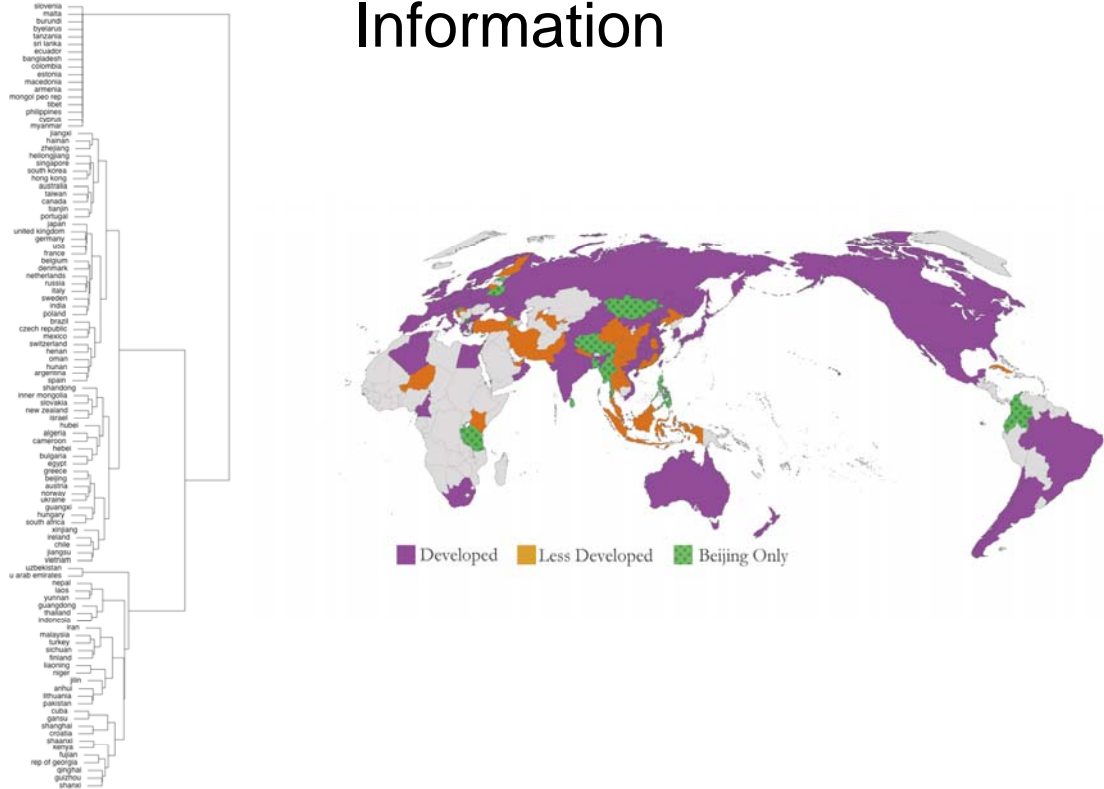 Information
slovenia
malta
burundi
byelarus
tanzania
sri lanka
ecuador
bangladesh
colombia
estonia
macedonia
armenia
mongol peo rep
tibet
philippines
cyprus
myanmar
jiangxi
hainan
zhejiang
heilongjiang
singapore
south korea
hong kong
australia
taiwan
canada
tianjin
portugal
japan
united kingdom
germany
uss
france
belgium
denmark
netherlands
russia
italy
sweden
india
poland
brazil
czech republic
mexico
switzerland
henan
oman
hunan
argentina
spain
shandong
inner mongolia
slovakia
new zealand
israel
hubei
algeria
cameroon
hebei
bulgaria
egypt
greece
beijing
austria
norway
ukraine
guangxi
hungary
south africa
xinjiang
ireland
chile
jiangsu
vietnam
uzbekistan
u arab emirates
nepal
laos
yunnan
guangdong
thailand
indonesia
iran
malaysia
turkey
sichuan
finland
liaoning
niger
jilin
anhui
lithuania
pakistan
cuba
gansu
shanghai
croatia
shaanxi
kenya
fujian
rep of georgia
qinghai
guizhou
shanxi
Developed Less Developed Beijing Only